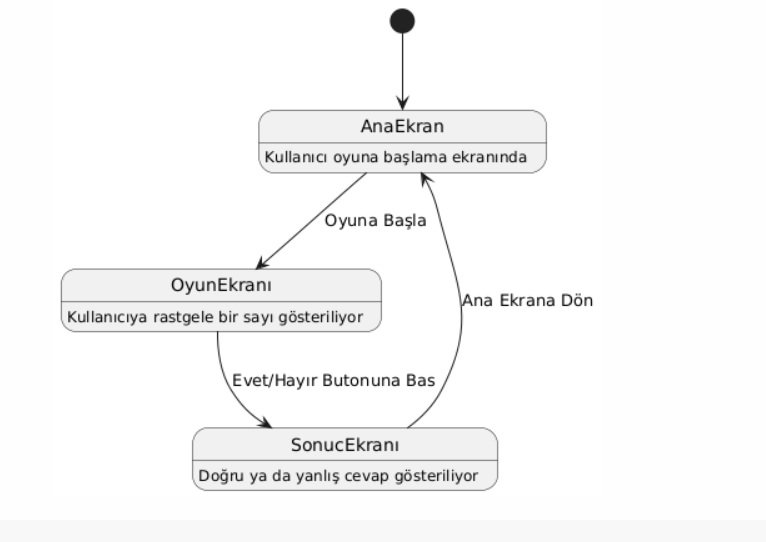 AnaEkran
Kullanıcı oyuna başlama ekranında
Oyuna Başla
OyunEkranı
Kullanıcıya rastgele bir sayı gösteriliyor
Ana Ekrana Dön
Evet/Hayır Butonuna Bas
SonucEkranı
Doğru ya da yanlış cevap gösteriliyor